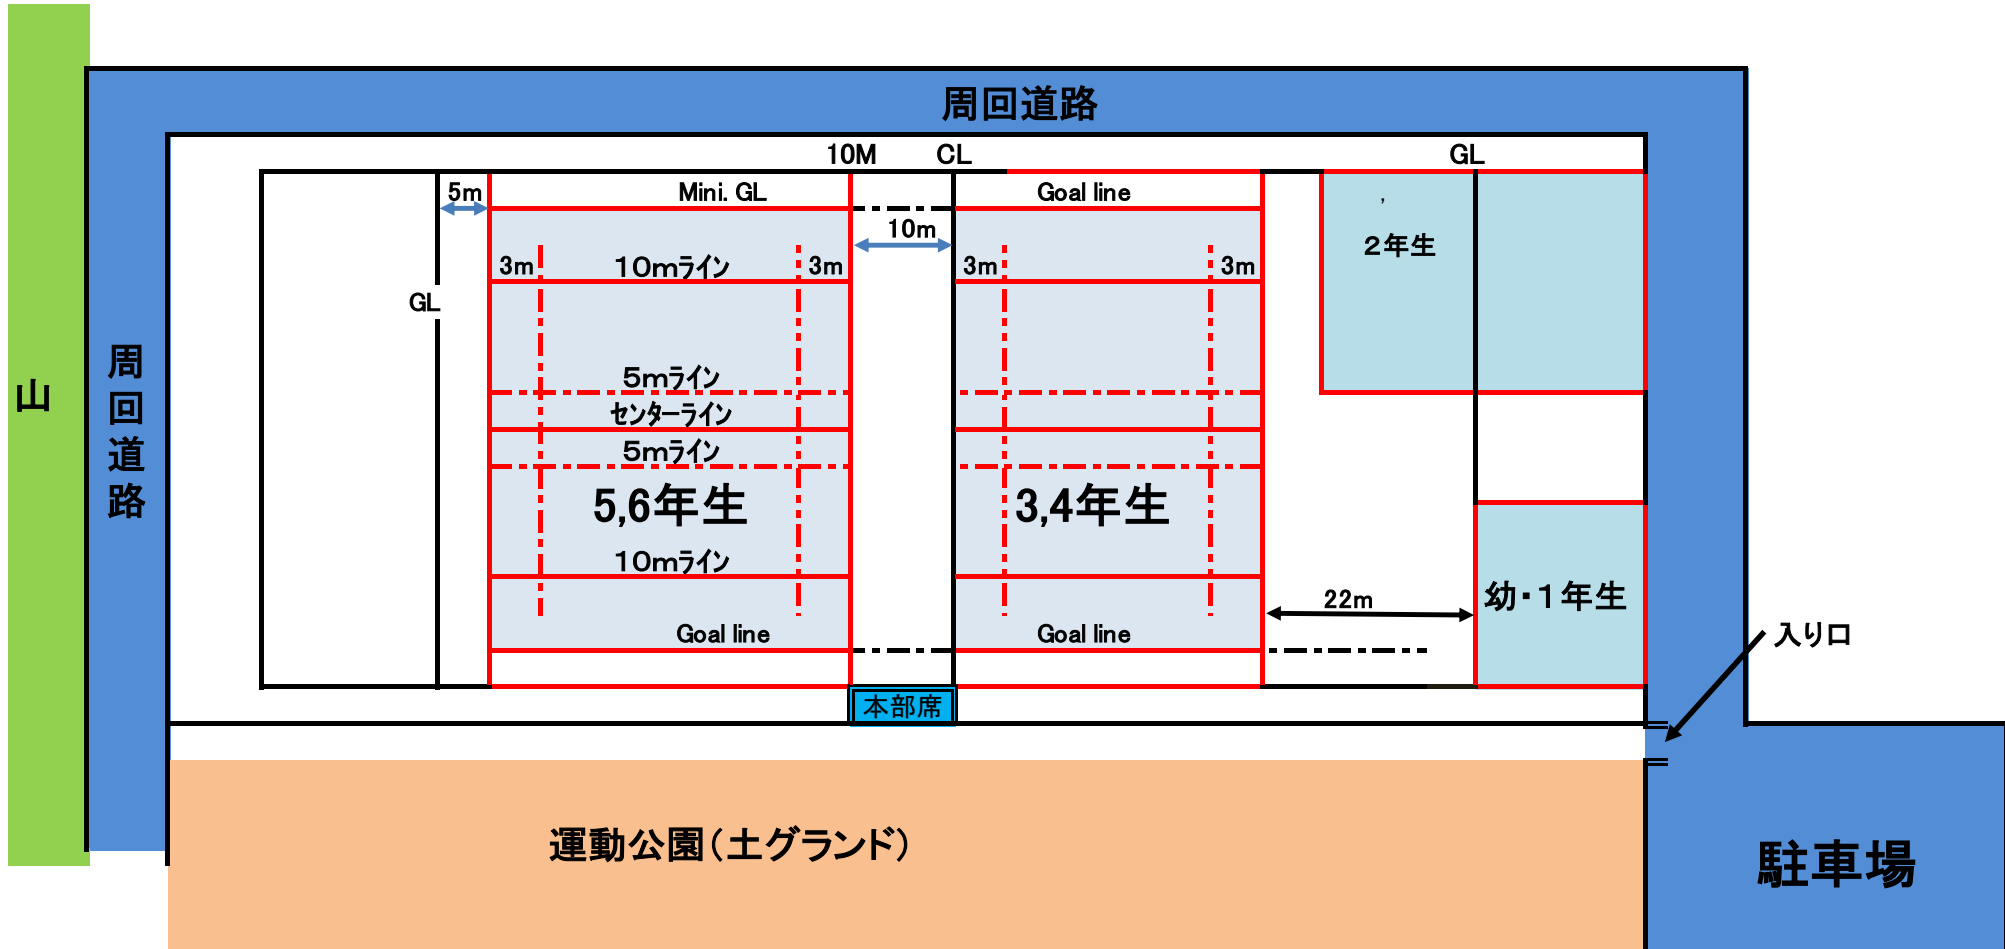 周回道路
10M CL GL
5m Mini. GL Goal line
10m
２年生
3m １０ｍライン 3m 3m 3m
GL
周回道路
山
５ｍライン
センターライン
５ｍライン
5,6年生 3,4年生
１０ｍライン
22m 幼・１年生
Goal line Goal line 入り口
本部席
運動公園（土グランド）
駐車場